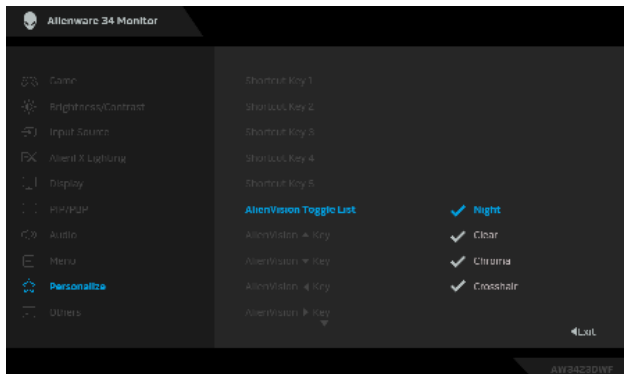 Alienware 34 Monitor
Game
Brightness/Contrast
Input Source
AlienFX Lighting
Display
PIP/PBP
Audio
Menu
Personalize
Others
Shortcut Key 1
Shortcut Key 2
Shortcut Key 3
Shortcut Key 4
Shortcut Key 5
AlienVision Toggle List
AlienVision ▲ Key
AlienVision ▼ Key
AlienVision ◀ Key
AlienVision ▶ Key
Night
Clear
Chroma
Crosshair
Exit
AW3423DWF